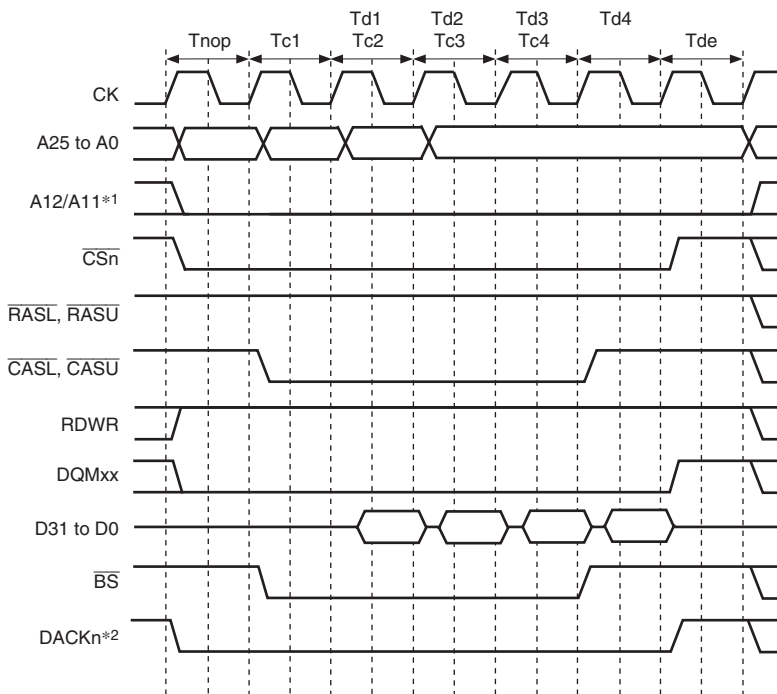 Td1 Td2 Td3 Td4
Tnop Tc1 Tc2 Tc3 Tc4 Tde
CK
A25 to A0
A12/A11*1
CSn
RASL, RASU
CASL, CASU
RDWR
DQMxx
D31 to D0
BS
DACKn*2